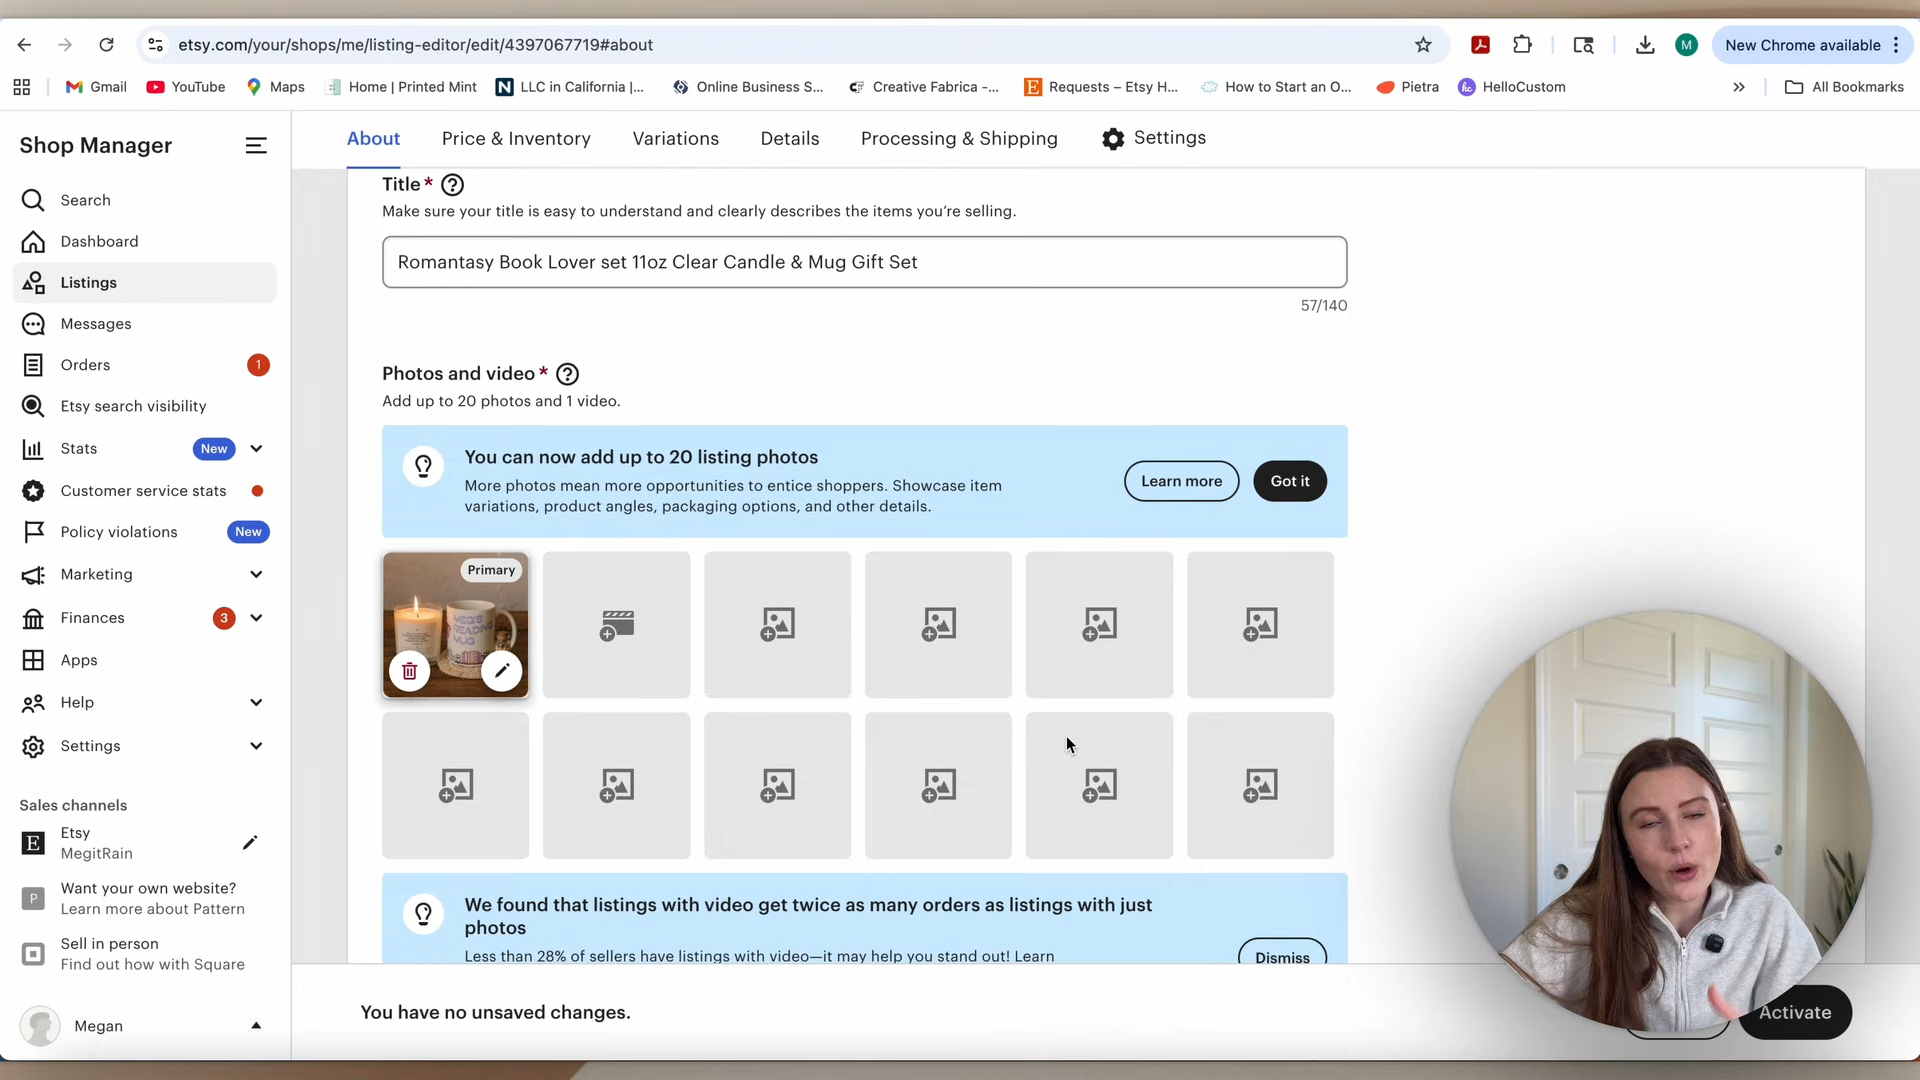 etsy.com/your/shops/me/listing-editor/edit/4397067719#about
M
New Chrome available
Gmail
YouTube
Maps
Home | Printed Mint
LLC in California |...
Online Business S...
Creative Fabrica -...
Requests – Etsy H...
How to Start an O...
Pietra
hc HelloCustom
All Bookmarks
Shop Manager
Search
Dashboard
Listings
Messages
Orders 1
Etsy search visibility
Stats New
Customer service stats
Policy violations New
Marketing
Finances 3
Apps
Help
Settings
Sales channels
E Etsy
MegitRain
P Want your own website?
Learn more about Pattern
Sell in person
Find out how with Square
Megan
About Price & Inventory Variations Details Processing & Shipping Settings
Title *
Make sure your title is easy to understand and clearly describes the items you’re selling.
Romantasy Book Lover set 11oz Clear Candle & Mug Gift Set
57/140
Photos and video *
Add up to 20 photos and 1 video.
You can now add up to 20 listing photos
More photos mean more opportunities to entice shoppers. Showcase item
variations, product angles, packaging options, and other details.
Learn more
Got it
Primary
MEG'S
READING
MUG
We found that listings with video get twice as many orders as listings with just
photos
Less than 28% of sellers have listings with video—it may help you stand out! Learn
Dismiss
You have no unsaved changes.
Activate